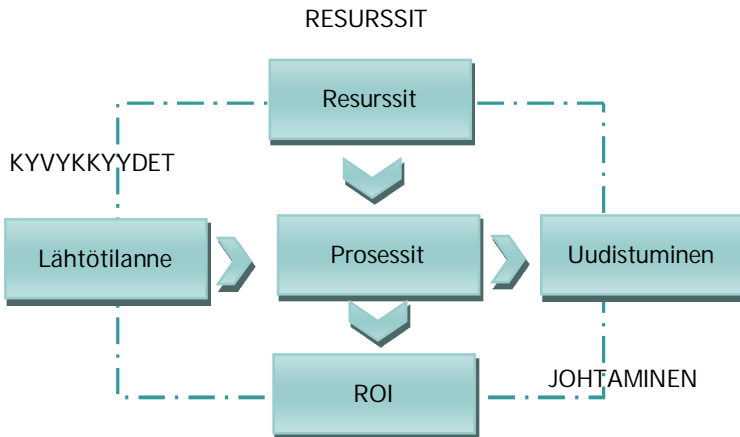 RESURSSIT
Resurssit
KYVYKKYYDET
Lähtötilanne
Prosessit
Uudistuminen
ROI
JOHTAMINEN